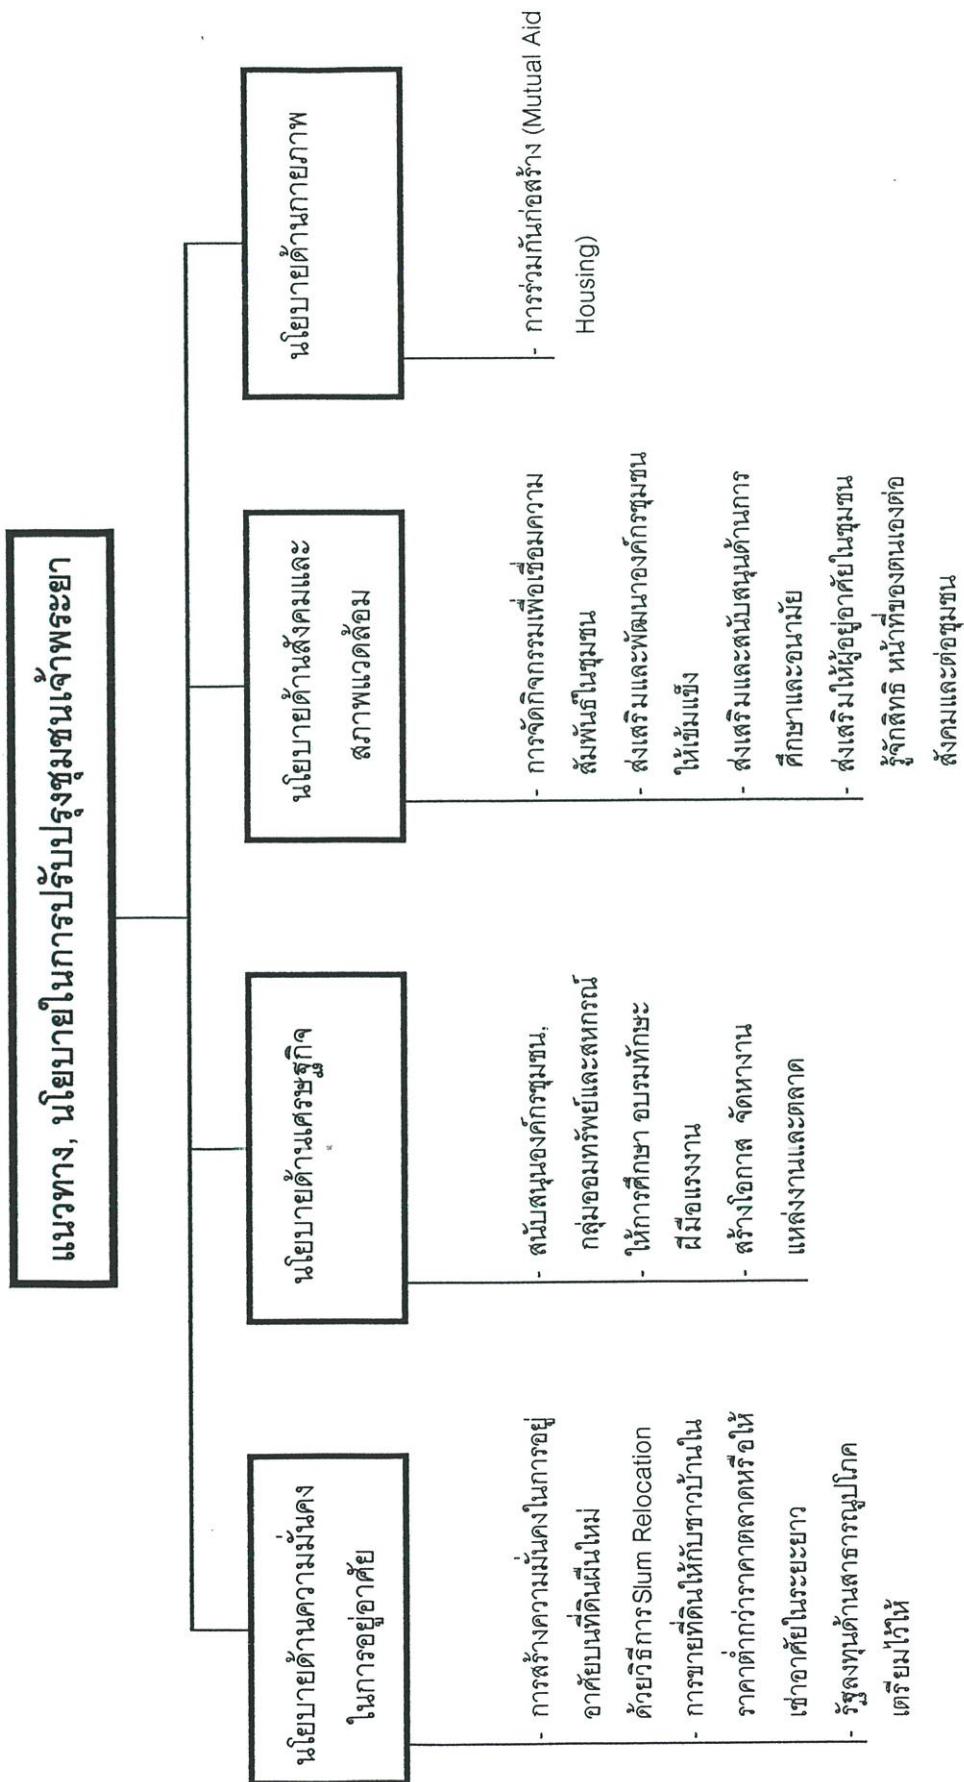 แนวทาง, นโยบายในการปรับปรุงชุมชนเจ้าพระยา
นโยบายด้านความมั่นคง
ในการอยู่อาศัย
- การสร้างความมั่นคงในการอยู่
อาศัยบนที่ดินผืนใหม่
ด้วยวิธีการSlum Relocation
- การขายที่ดินให้กับชาวบ้านใน
ราคาต่ำกว่าราคาตลาดหรือให้
เช่าอาศัยในระยะยาว
- รัฐลงทุนด้านสาธารณูปโภค
เตรียมไว้ให้
นโยบายด้านเศรษฐกิจ
- สนับสนุนองค์กรชุมชน,
กลุ่มออมทรัพย์และสหกรณ์
- ให้การศึกษา อบรมทักษะ
ฝีมือแรงงาน
- สร้างโอกาส จัดหางาน
แหล่งงานและตลาด
นโยบายด้านสังคมและ
สภาพแวดล้อม
- การจัดกิจกรรมเพื่อเชื่อมความ
สัมพันธ์ในชุมชน
- ส่งเสริมและพัฒนาองค์กรชุมชน
ให้เข้มแข็ง
- ส่งเสริมและสนับสนุนด้านการ
ศึกษาและอนามัย
- ส่งเสริมให้ผู้อยู่อาศัยในชุมชน
รู้จักสิทธิ หน้าที่ของตนเองต่อ
สังคมและต่อชุมชน
นโยบายด้านกายภาพ
- การร่วมกันก่อสร้าง (Mutual Aid
Housing)